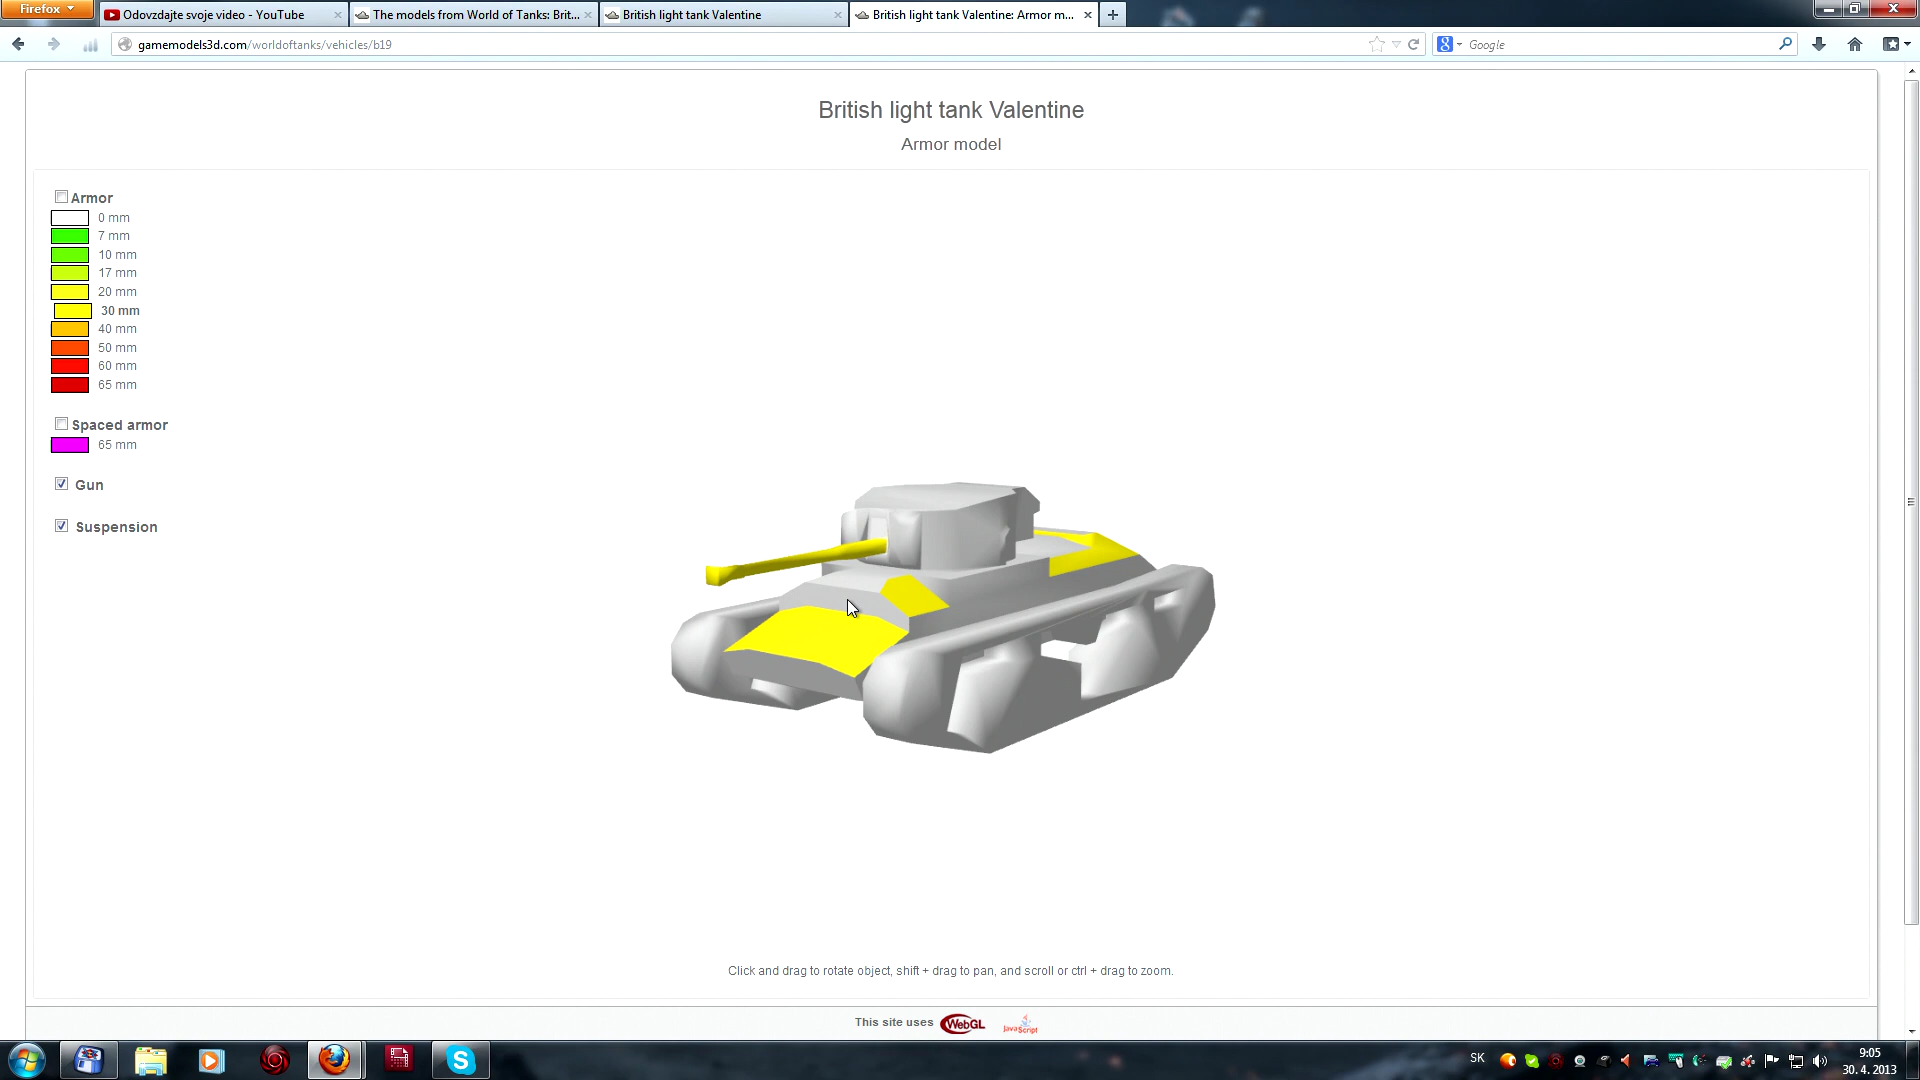 Firefox
Odovzdajte svoje video - YouTube
The models from World of Tanks: Brit...
British light tank Valentine
British light tank Valentine: Armor m...
gamemodels3d.com/worldoftanks/vehicles/b19
Google
British light tank Valentine
Armor model
Armor
0 mm
7 mm
10 mm
17 mm
20 mm
30 mm
40 mm
50 mm
60 mm
65 mm
Spaced armor
65 mm
Gun
Suspension
Click and drag to rotate object, shift + drag to pan, and scroll or ctrl + drag to zoom.
This site uses WebGL JavaScript
SK
9:05
30. 4. 2013